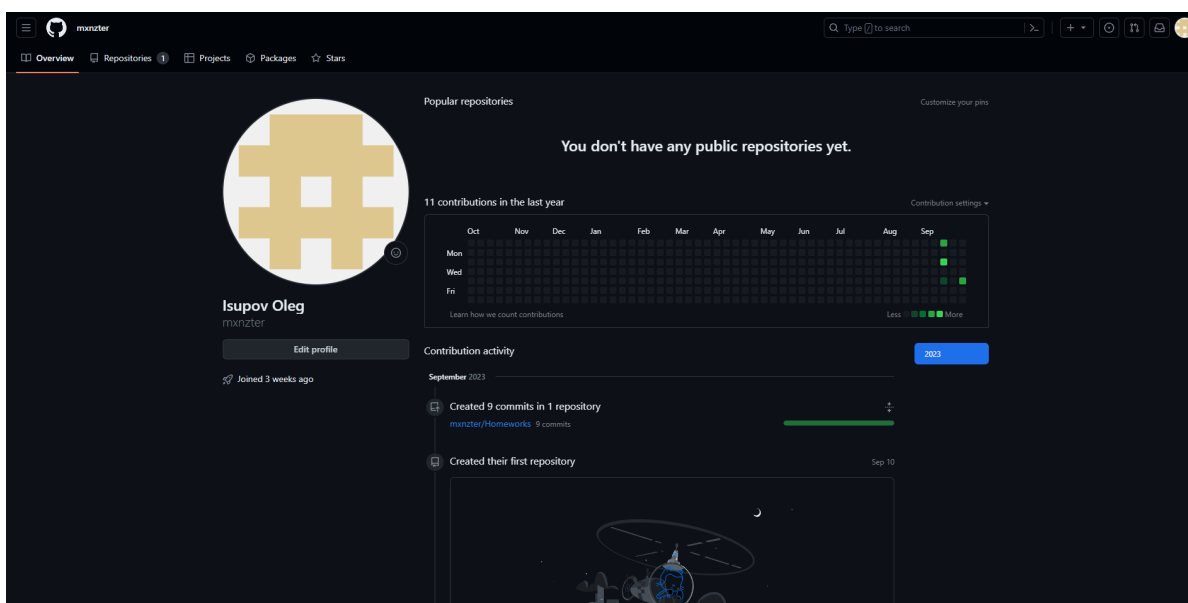 mxnzter
Type / to search
Overview Repositories 1 Projects Packages Stars
Popular repositories Customize your pins
You don't have any public repositories yet.
11 contributions in the last year Contribution settings
Oct Nov Dec Jan Feb Mar Apr May Jun Jul Aug Sep
Mon
Wed
Fri
Learn how we count contributions Less More
Isupov Oleg
mxnzter
Edit profile
Joined 3 weeks ago
Contribution activity 2023
September 2023
Created 9 commits in 1 repository
mxnzter/Homeworks 9 commits
Created their first repository Sep 10